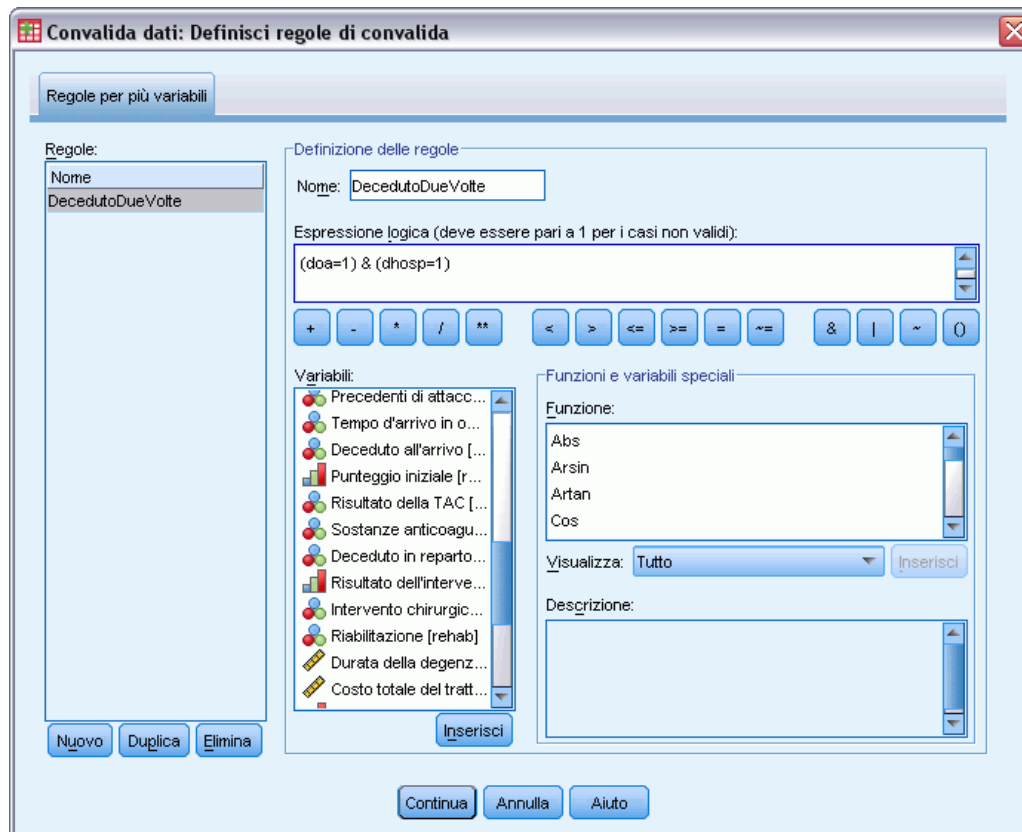 Convalida dati: Definisci regole di convalida
Regole per più variabili
Regole:
Nome
DecedutoDueVolte
Nuovo
Duplica
Elimina
Definizione delle regole
Nome: DecedutoDueVolte
Espressione logica (deve essere pari a 1 per i casi non validi):
(doa=1) & (dhosp=1)
+ - * / ** < > <= >= = ~= & | ~ ()
Variabili:
Precedenti di attacc...
Tempo d'arrivo in o...
Deceduto all'arrivo [...
Punteggio iniziale [r...
Risultato della TAC [...
Sostanze anticoagu...
Deceduto in reparto...
Risultato dell'interve...
Intervento chirurgic...
Riabilitazione [rehab]
Durata della degenz...
Costo totale del tratt...
Inserisci
Funzioni e variabili speciali
Funzione:
Abs
Arsin
Artan
Cos
Visualizza: Tutto Inserisci
Descrizione:
Continua Annulla Aiuto